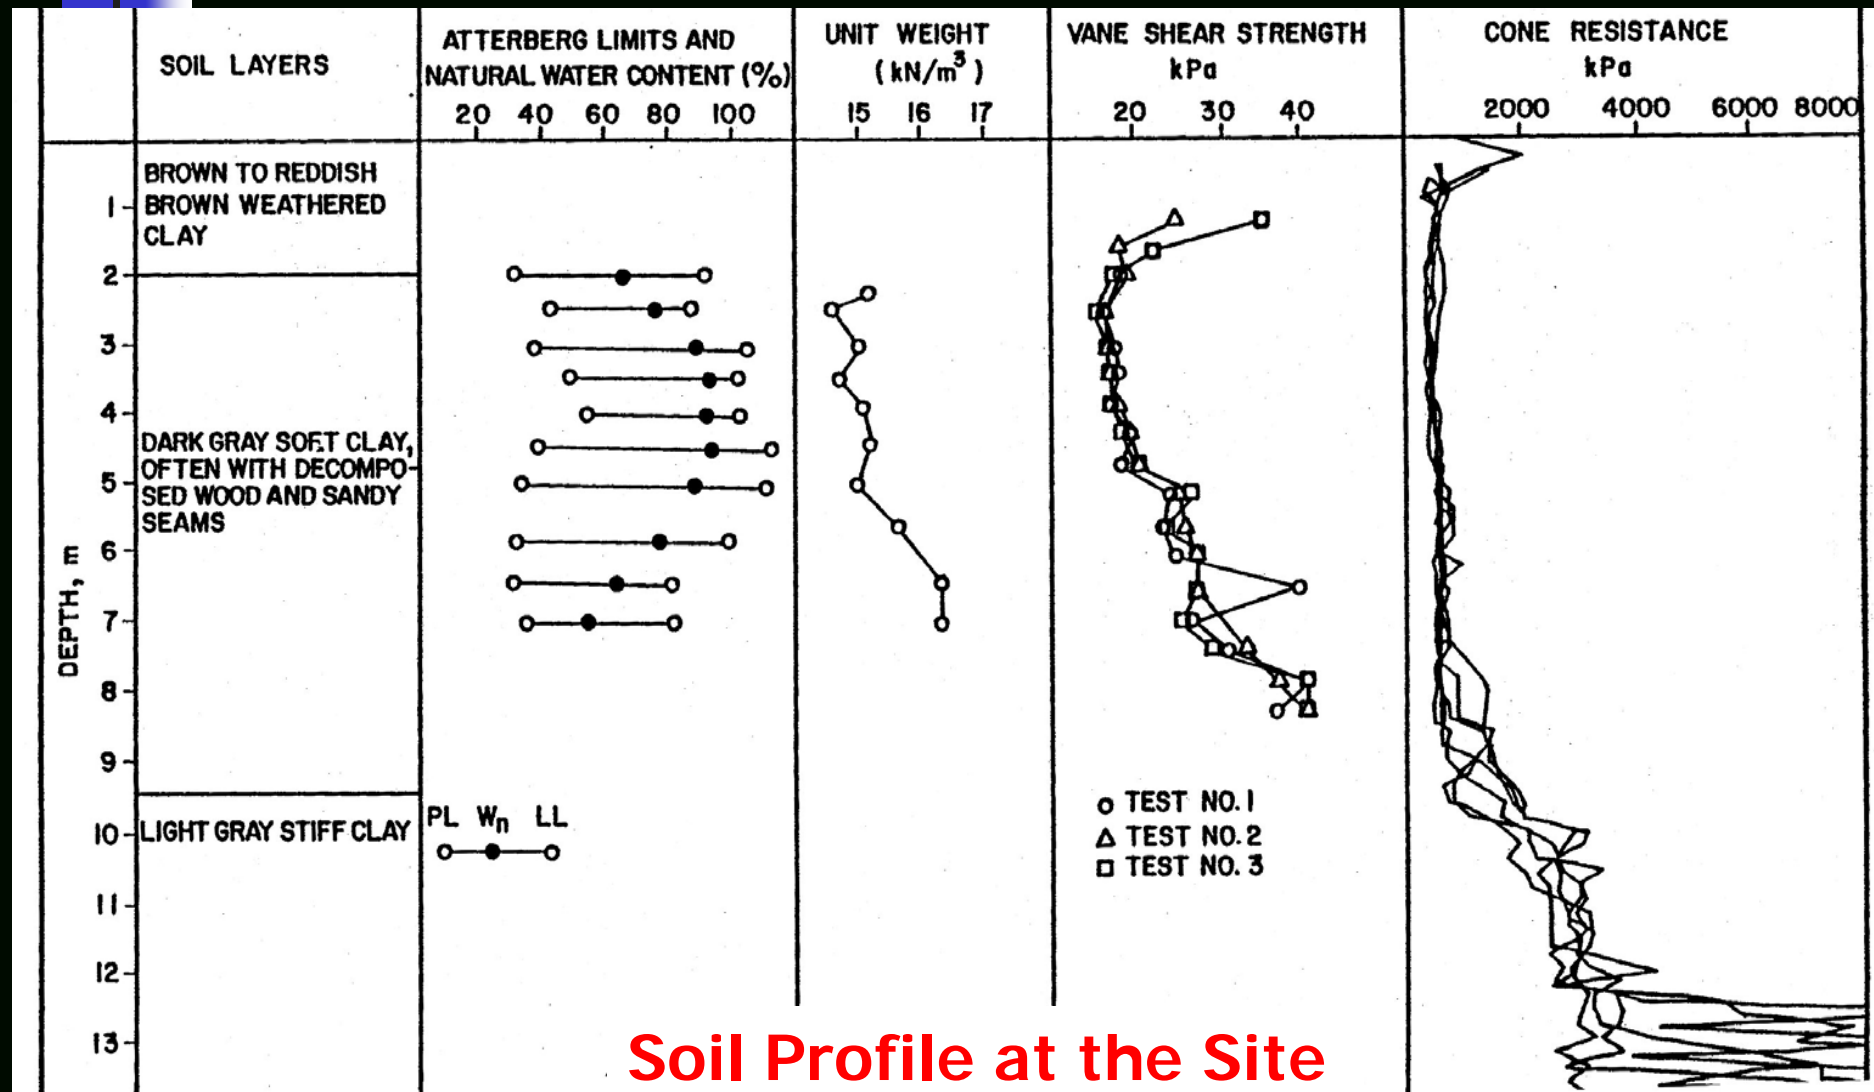 SOIL LAYERS
ATTERBERG LIMITS AND
NATURAL WATER CONTENT (%)
20 40 60 80 100
UNIT WEIGHT
(kN/m³)
15 16 17
VANE SHEAR STRENGTH
kPa
20 30 40
CONE RESISTANCE
kPa
2000 4000 6000 8000
DEPTH, m
1
2
3
4
5
6
7
8
9
10
11
12
13
BROWN TO REDDISH
BROWN WEATHERED
CLAY
DARK GRAY SOFT CLAY,
OFTEN WITH DECOMPO-
SED WOOD AND SANDY
SEAMS
LIGHT GRAY STIFF CLAY
PL Wn LL
TEST NO. 1
TEST NO. 2
TEST NO. 3
Soil Profile at the Site